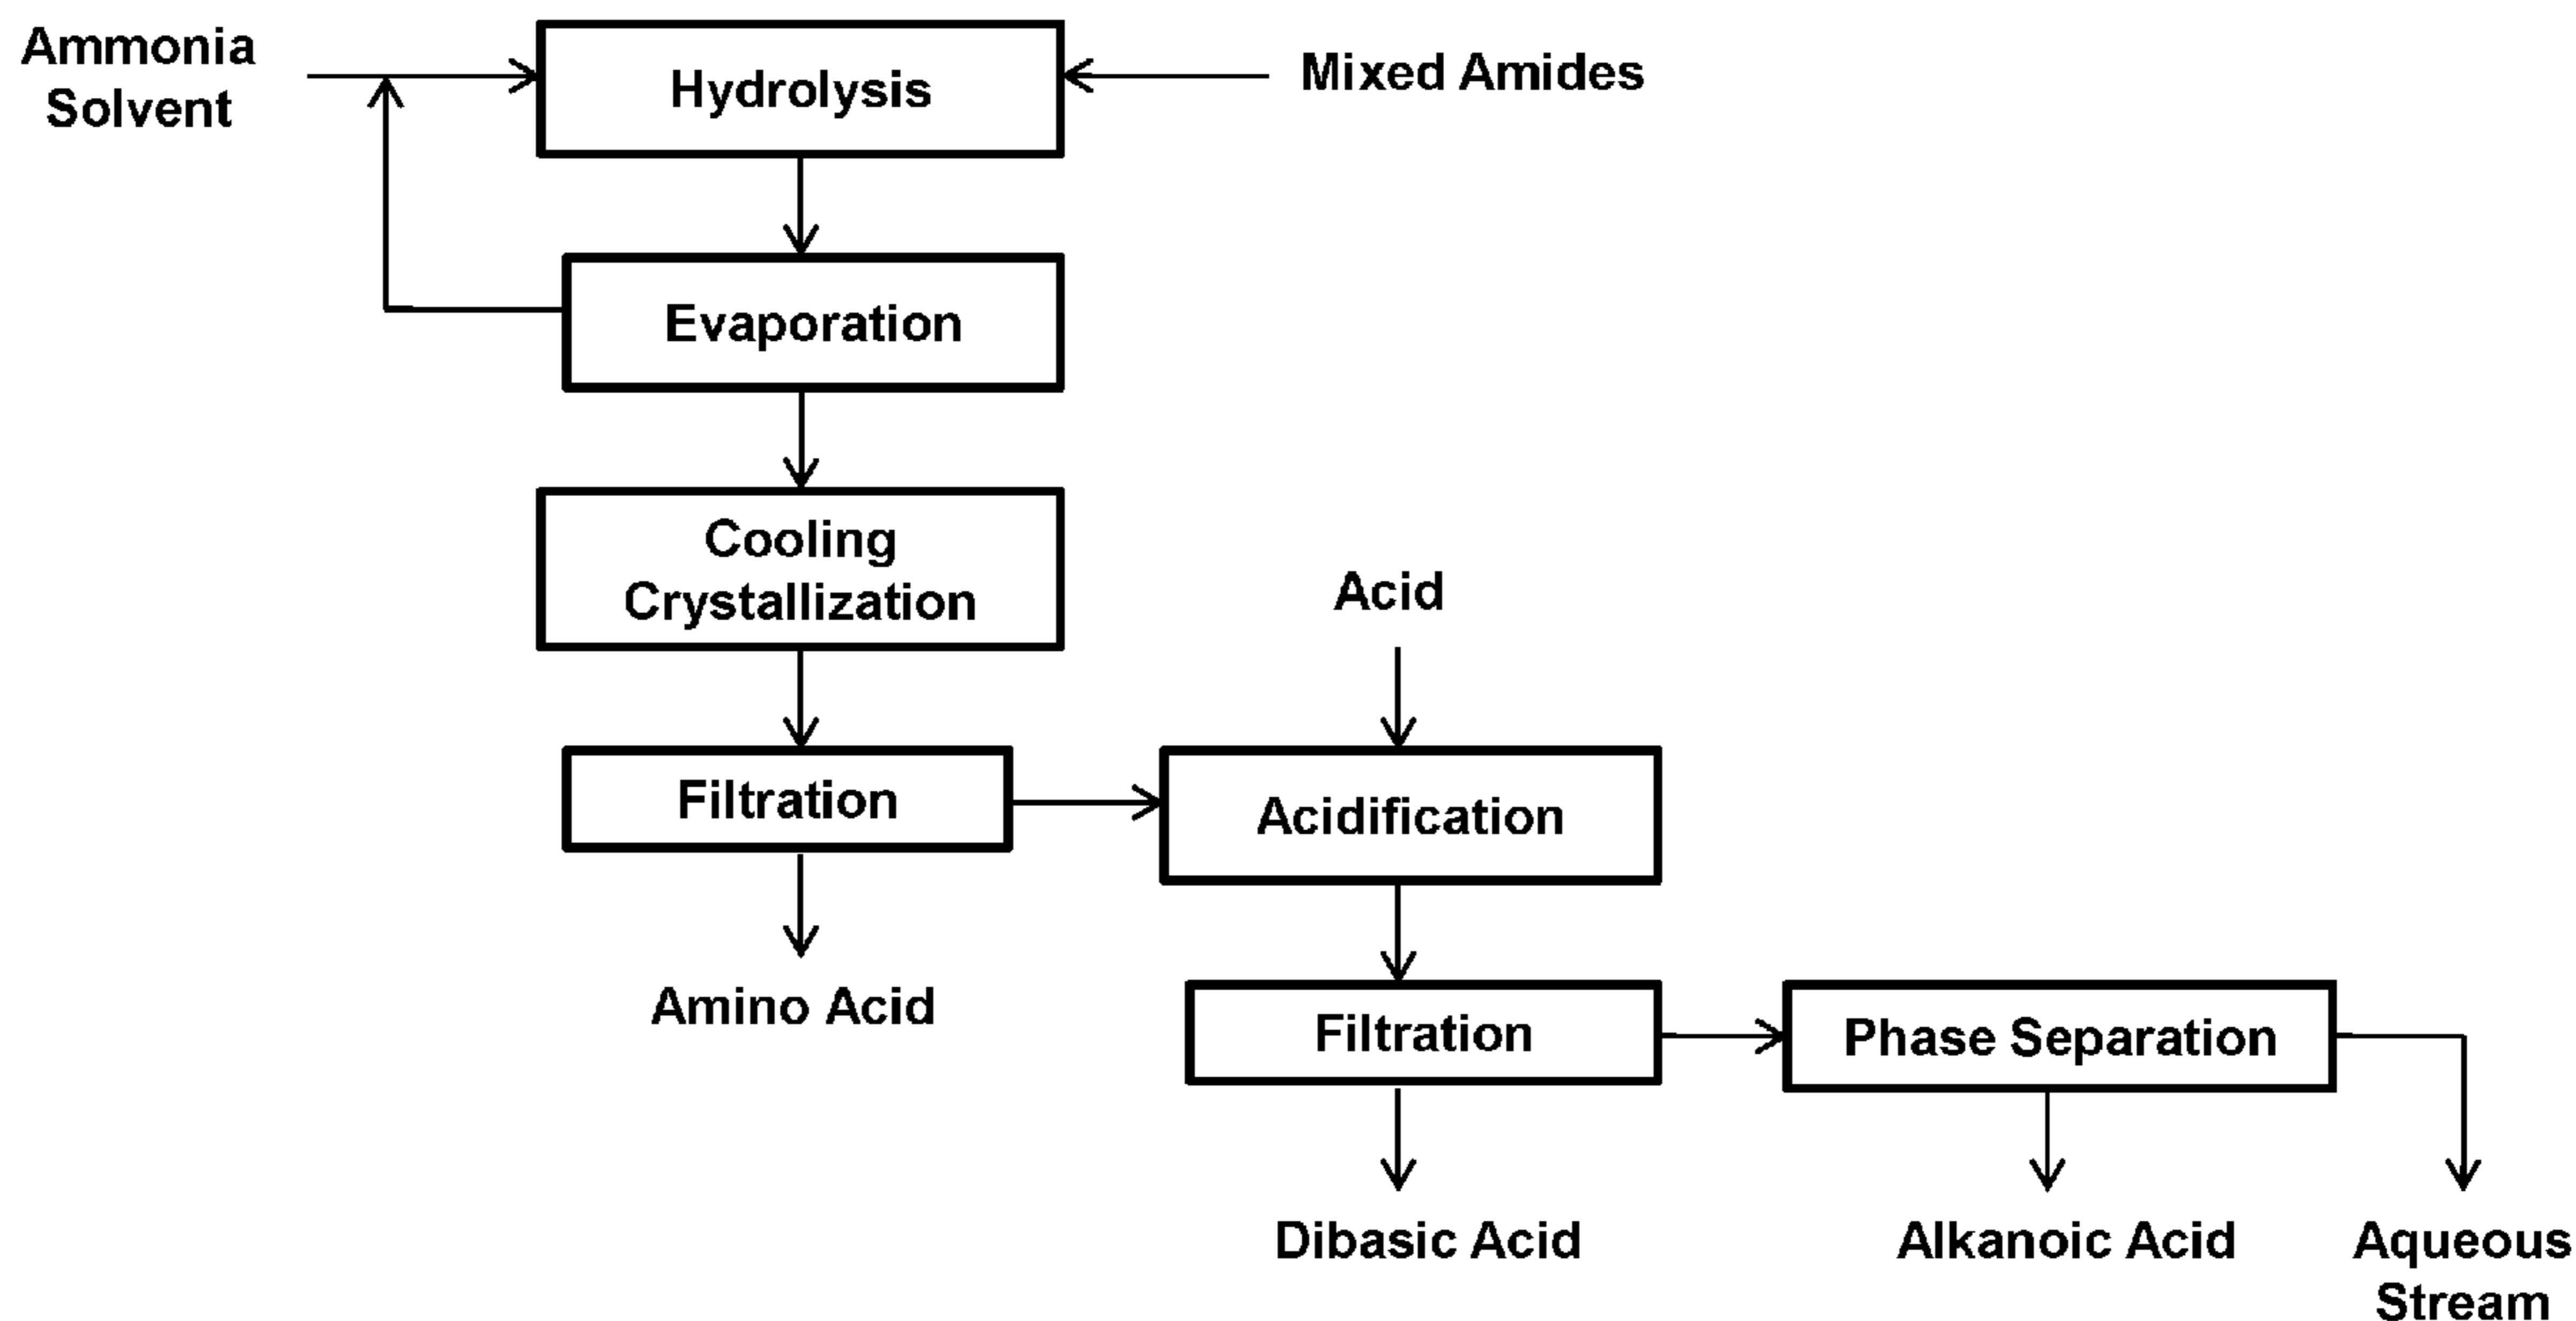 Ammonia
Solvent
Hydrolysis
Mixed Amides
Evaporation
Cooling
Crystallization
Acid
Filtration
Acidification
Amino Acid
Filtration
Phase Separation
Dibasic Acid
Alkanoic Acid
Aqueous
Stream